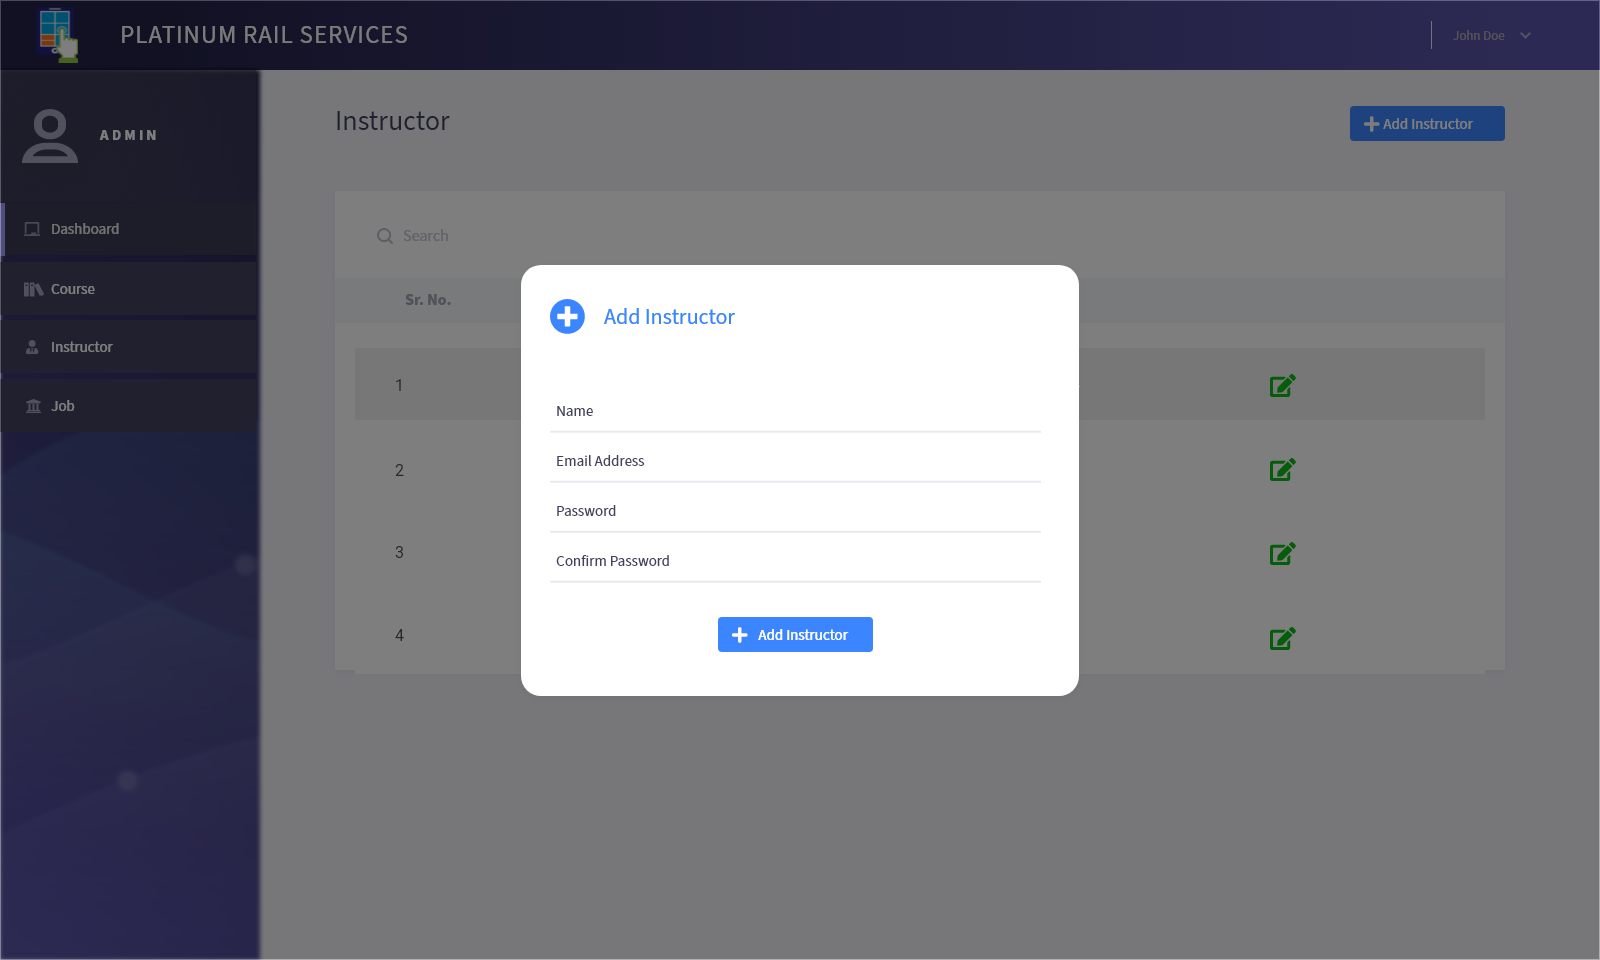 PLATINUM RAIL SERVICES
John Doe
ADMIN
Dashboard
Course
Instructor
Job
Instructor
Add Instructor
Search
Sr. No.
1
2
3
4
Add Instructor
Name
Email Address
Password
Confirm Password
Add Instructor